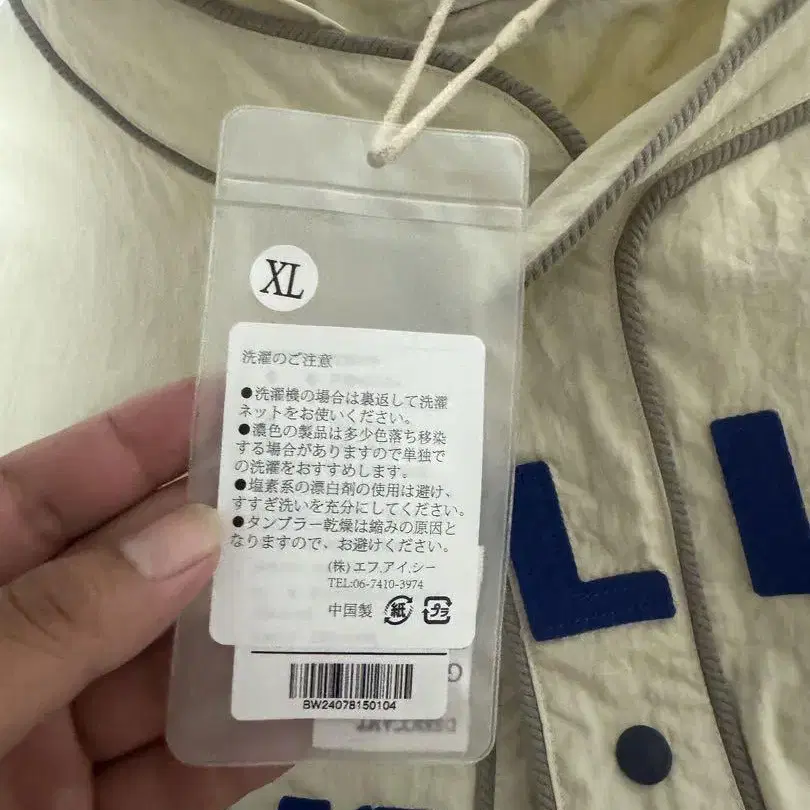 XL
洗濯のご注意
●洗濯機の場合は裏返して洗濯
ネットをお使いください。
●濃色の製品は多少色落ち移染
する場合がありますので単独で
の洗濯をおすすめします。
●塩素系の漂白剤の使用は避け、
すすぎ洗いを充分にしてください。
●タンブラー乾燥は縮みの原因と
なりますので、お避けください。
(株)エフ.アイ.シー
TEL:06-7410-3974
中国製 紙 プラ
BW24078150104
L